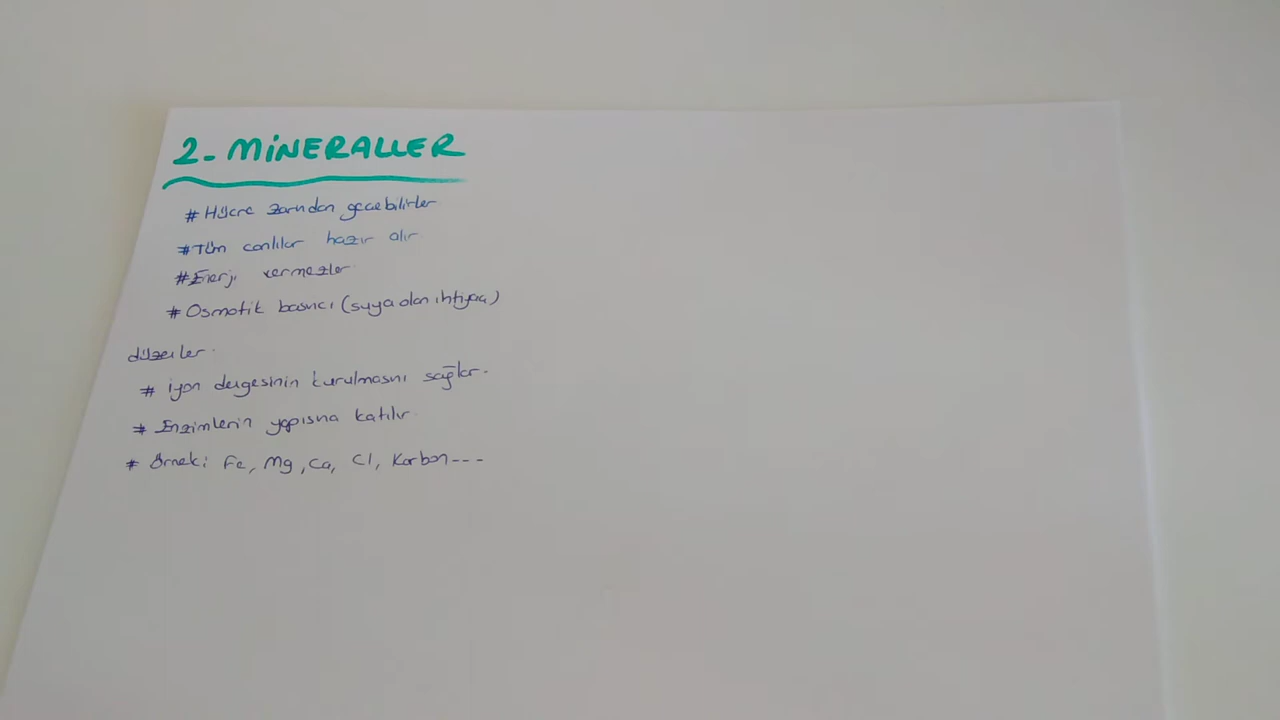 2- MİNERALLER
# Hücre zarından geçebilirler
# Tüm canlılar hazır alır
# Enerji vermezler
# Osmotik basıncı (suya olan ihtiyacı)
düzenler.
# İyon dengesinin kurulmasını sağlar.
# Enzimlerin yapısına katılır.
# Örnek: Fe, Mg, Ca, Cl, Karbon---